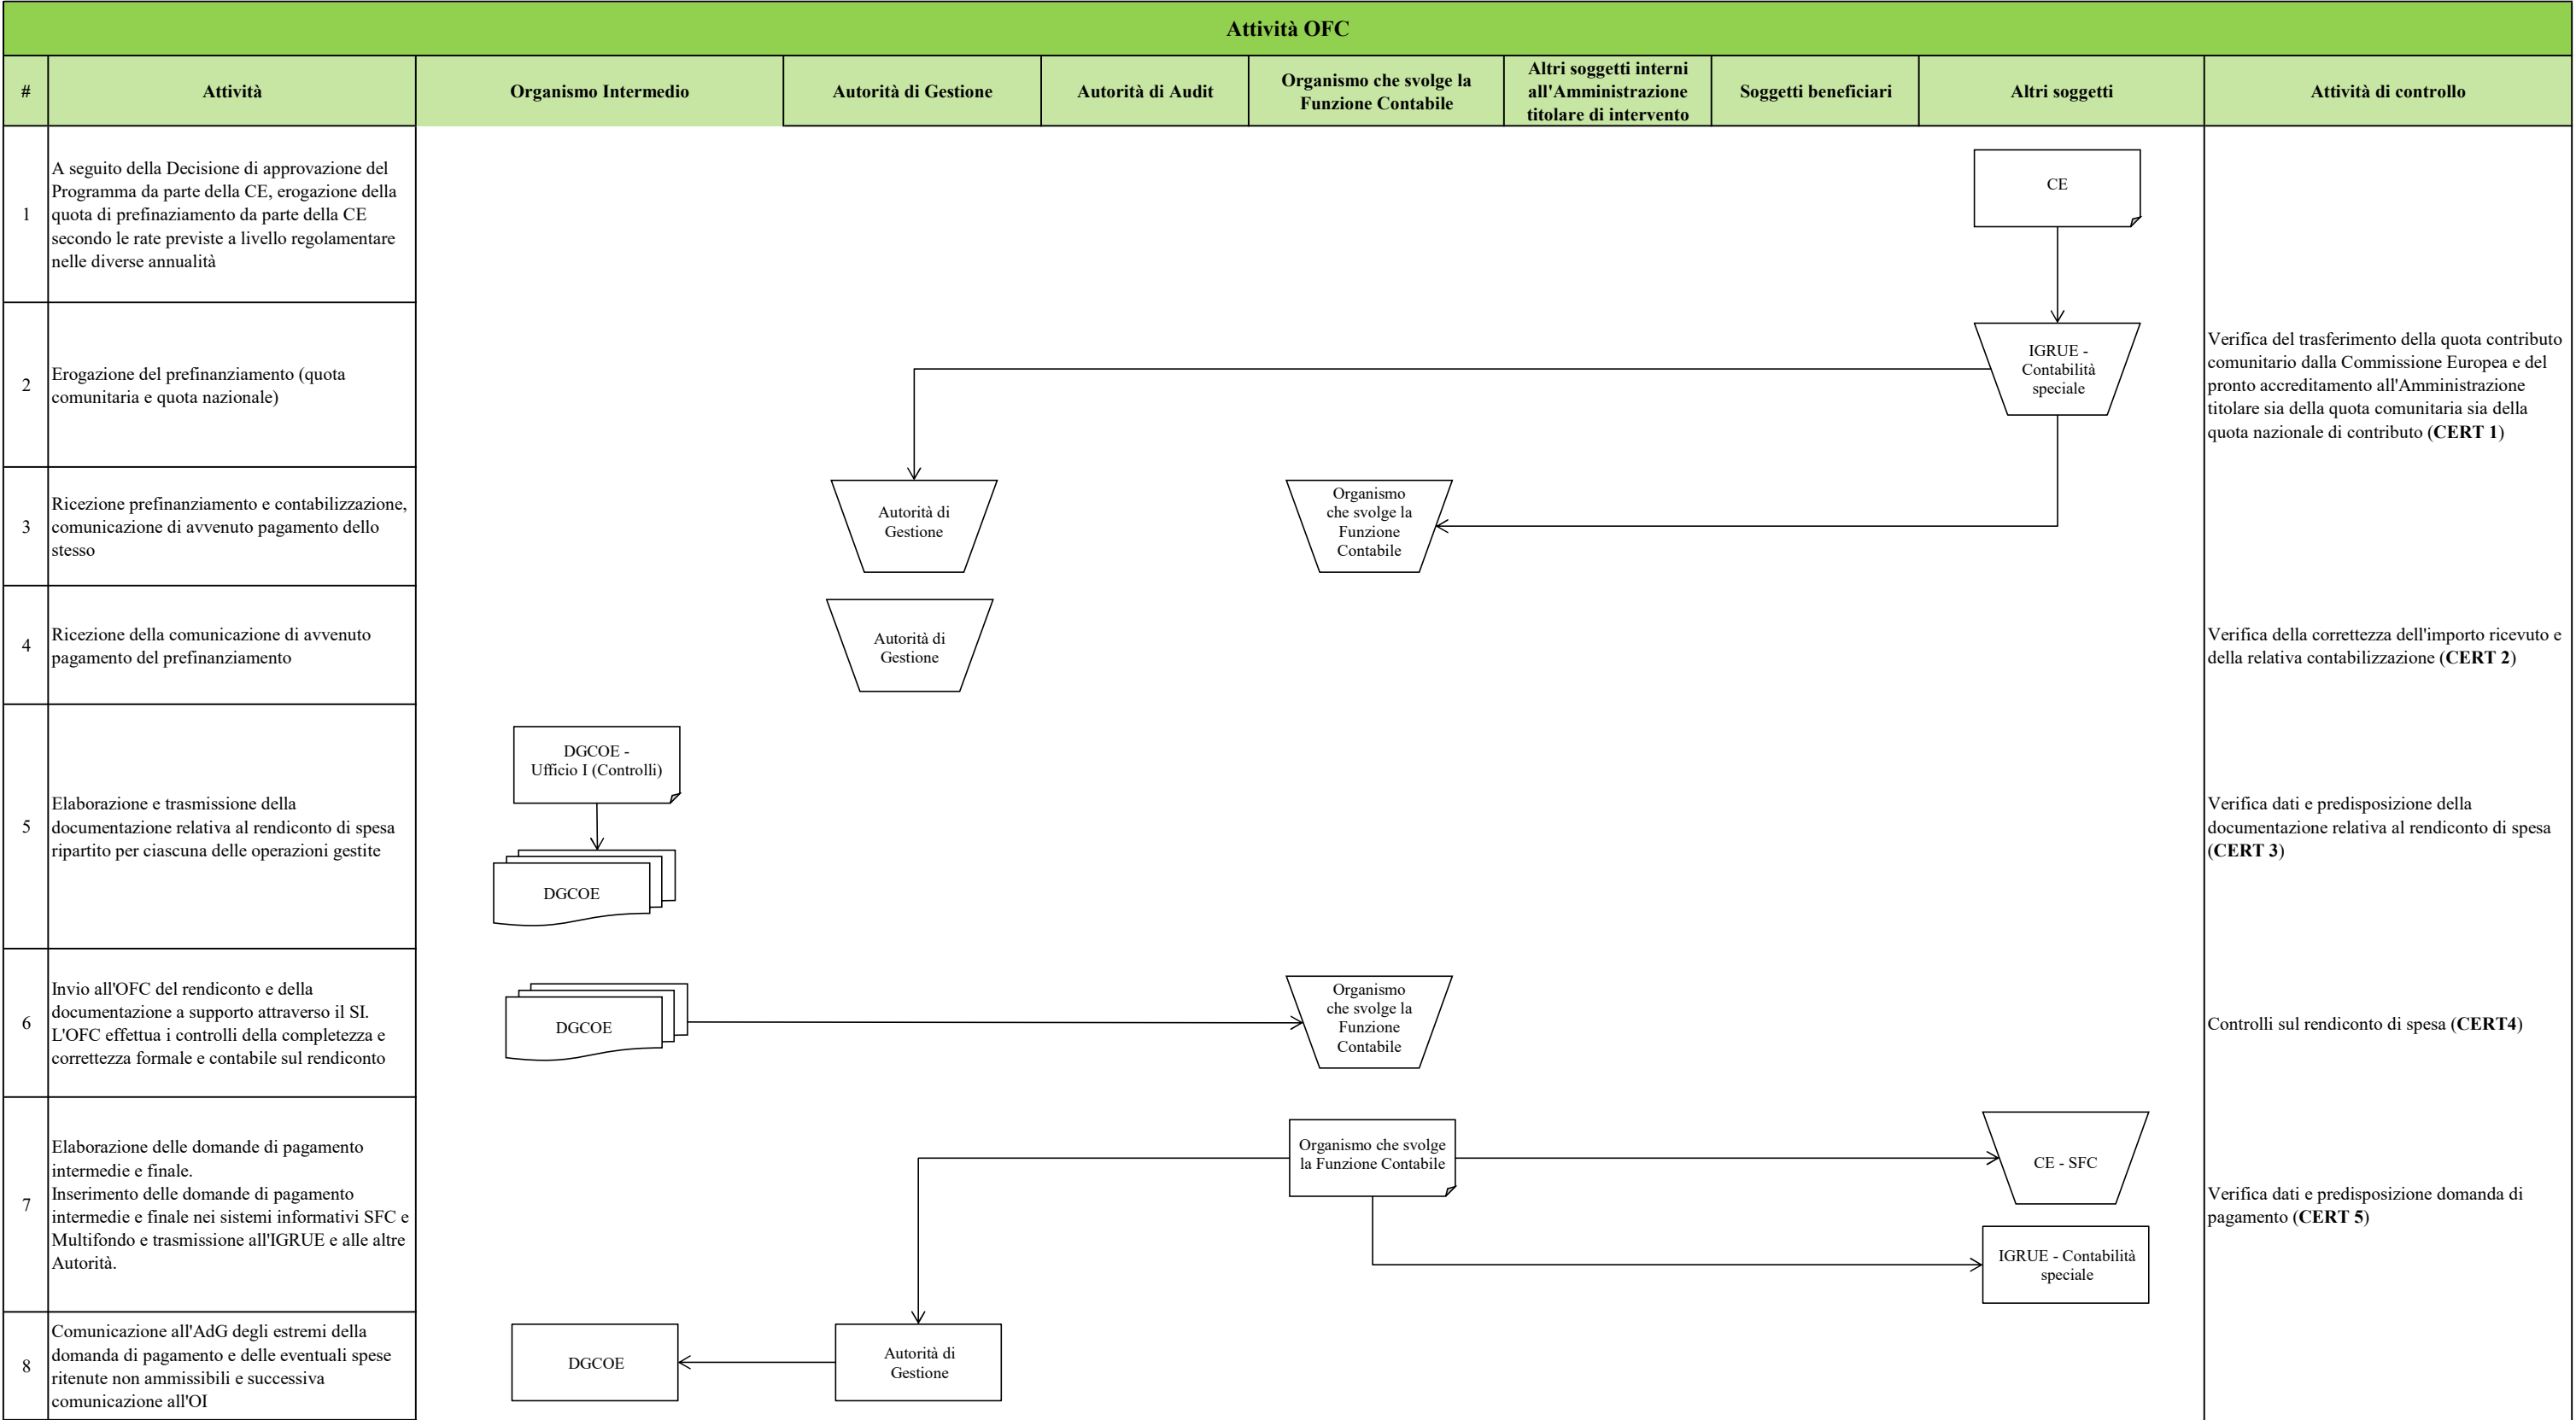 Attività OFC
#
Attività
Organismo Intermedio
Autorità di Gestione
Autorità di Audit
Organismo che svolge la
Funzione Contabile
Altri soggetti interni
all'Amministrazione
titolare di intervento
Soggetti beneficiari
Altri soggetti
Attività di controllo
1
A seguito della Decisione di approvazione del
Programma da parte della CE, erogazione della
quota di prefinaziamento da parte della CE
secondo le rate previste a livello regolamentare
nelle diverse annualità
CE
2
Erogazione del prefinanziamento (quota
comunitaria e quota nazionale)
IGRUE -
Contabilità
speciale
Verifica del trasferimento della quota contributo
comunitario dalla Commissione Europea e del
pronto accreditamento all'Amministrazione
titolare sia della quota comunitaria sia della
quota nazionale di contributo (CERT 1)
3
Ricezione prefinanziamento e contabilizzazione,
comunicazione di avvenuto pagamento dello
stesso
Autorità di
Gestione
Organismo
che svolge la
Funzione
Contabile
4
Ricezione della comunicazione di avvenuto
pagamento del prefinanziamento
Autorità di
Gestione
Verifica della correttezza dell'importo ricevuto e
della relativa contabilizzazione (CERT 2)
5
Elaborazione e trasmissione della
documentazione relativa al rendiconto di spesa
ripartito per ciascuna delle operazioni gestite
DGCOE -
Ufficio I (Controlli)
DGCOE
Verifica dati e predisposizione della
documentazione relativa al rendiconto di spesa
(CERT 3)
6
Invio all'OFC del rendiconto e della
documentazione a supporto attraverso il SI.
L'OFC effettua i controlli della completezza e
correttezza formale e contabile sul rendiconto
DGCOE
Organismo
che svolge la
Funzione
Contabile
Controlli sul rendiconto di spesa (CERT4)
7
Elaborazione delle domande di pagamento
intermedie e finale.
Inserimento delle domande di pagamento
intermedie e finale nei sistemi informativi SFC e
Multifondo e trasmissione all'IGRUE e alle altre
Autorità.
Organismo che svolge
la Funzione Contabile
CE - SFC
IGRUE - Contabilità
speciale
Verifica dati e predisposizione domanda di
pagamento (CERT 5)
8
Comunicazione all'AdG degli estremi della
domanda di pagamento e delle eventuali spese
ritenute non ammissibili e successiva
comunicazione all'OI
DGCOE
Autorità di
Gestione